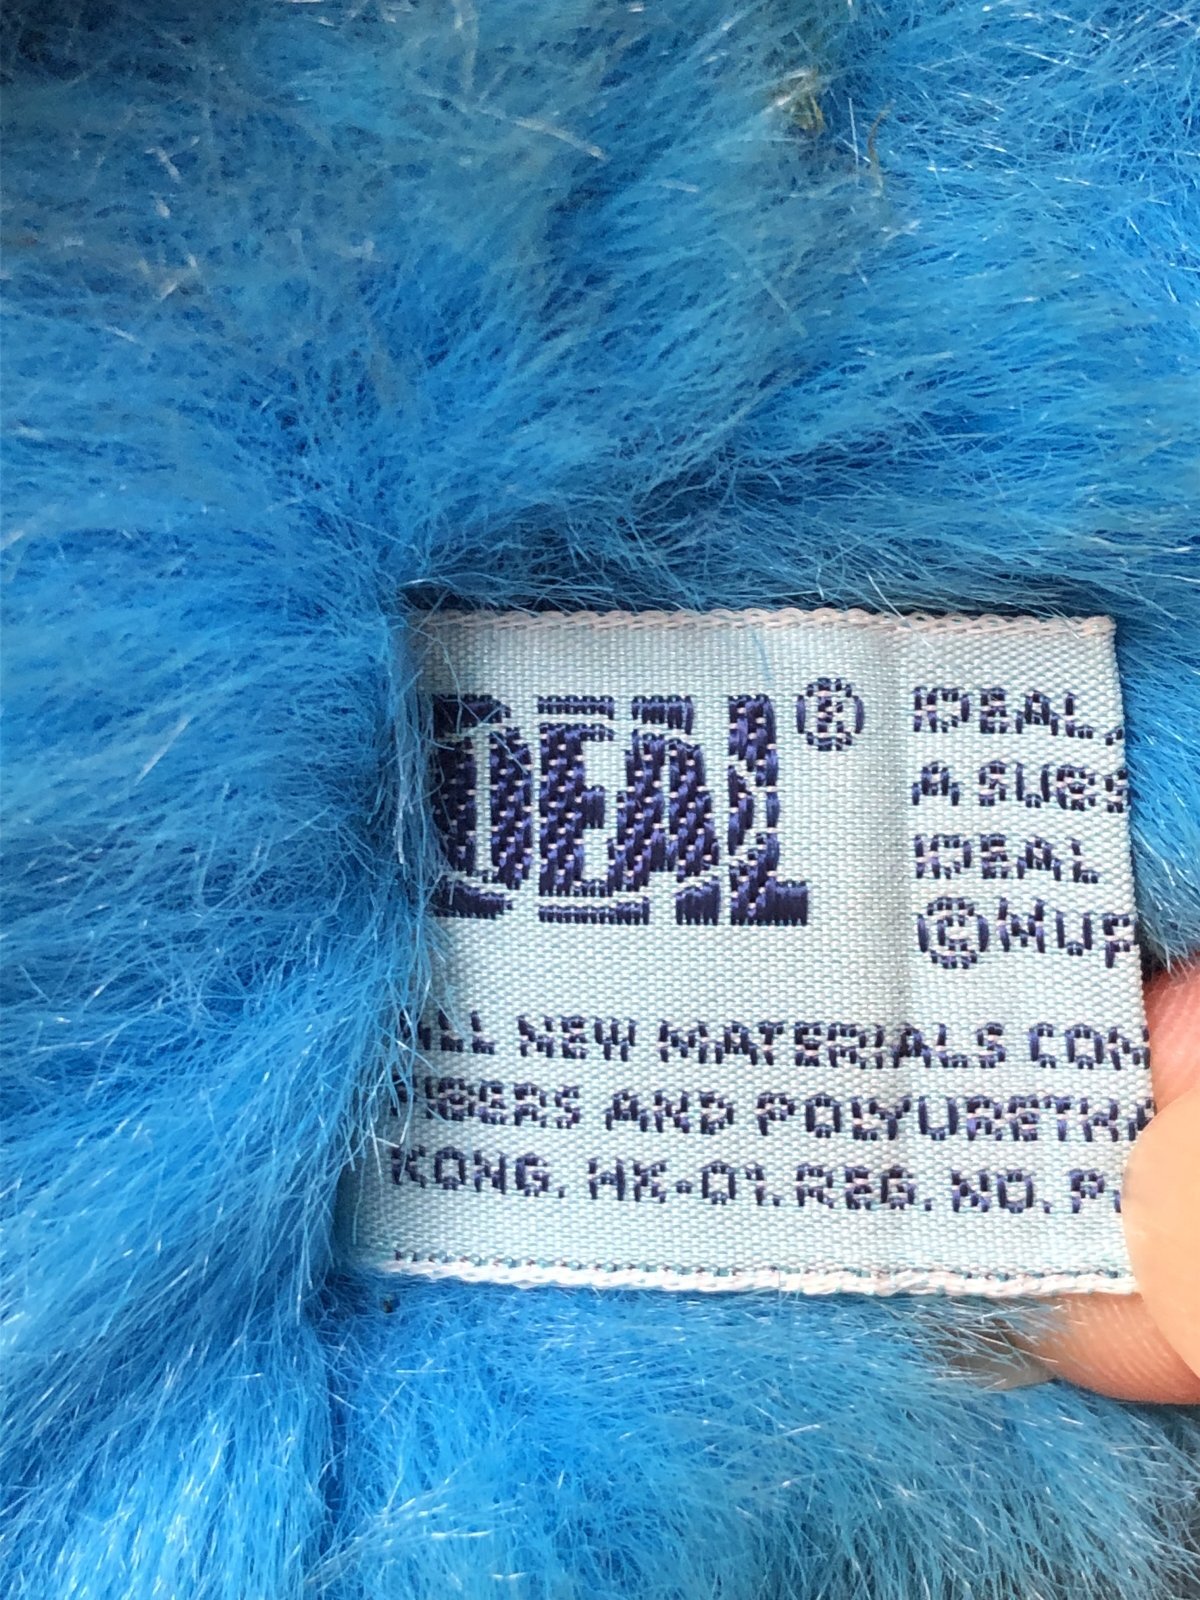 IDEAL®
IDEAL,
A SUBS
IDEAL
©MUP
ALL NEW MATERIALS CON
FIBERS AND POLYURETHA
KONG. HK-01. REG. NO. P